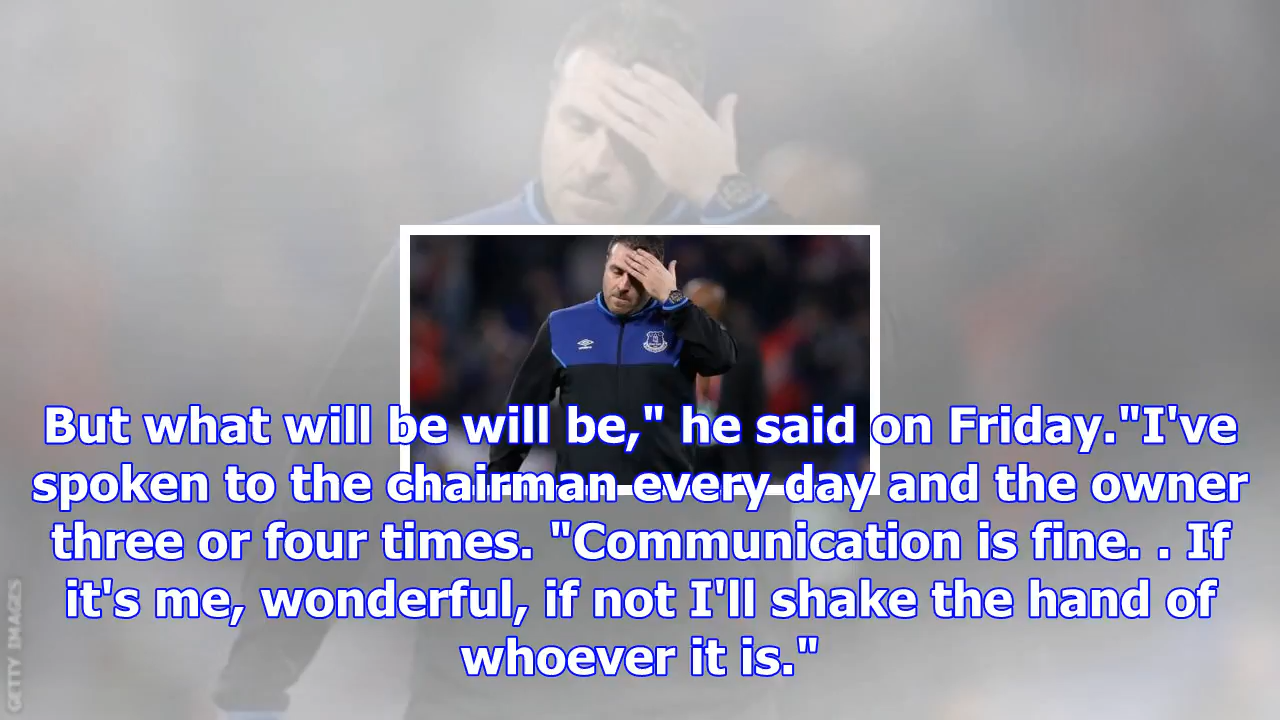 But what will be will be," he said on Friday."I've
spoken to the chairman every day and the owner
three or four times. "Communication is fine. . If
it's me, wonderful, if not I'll shake the hand of
whoever it is."
GETTY IMAGES